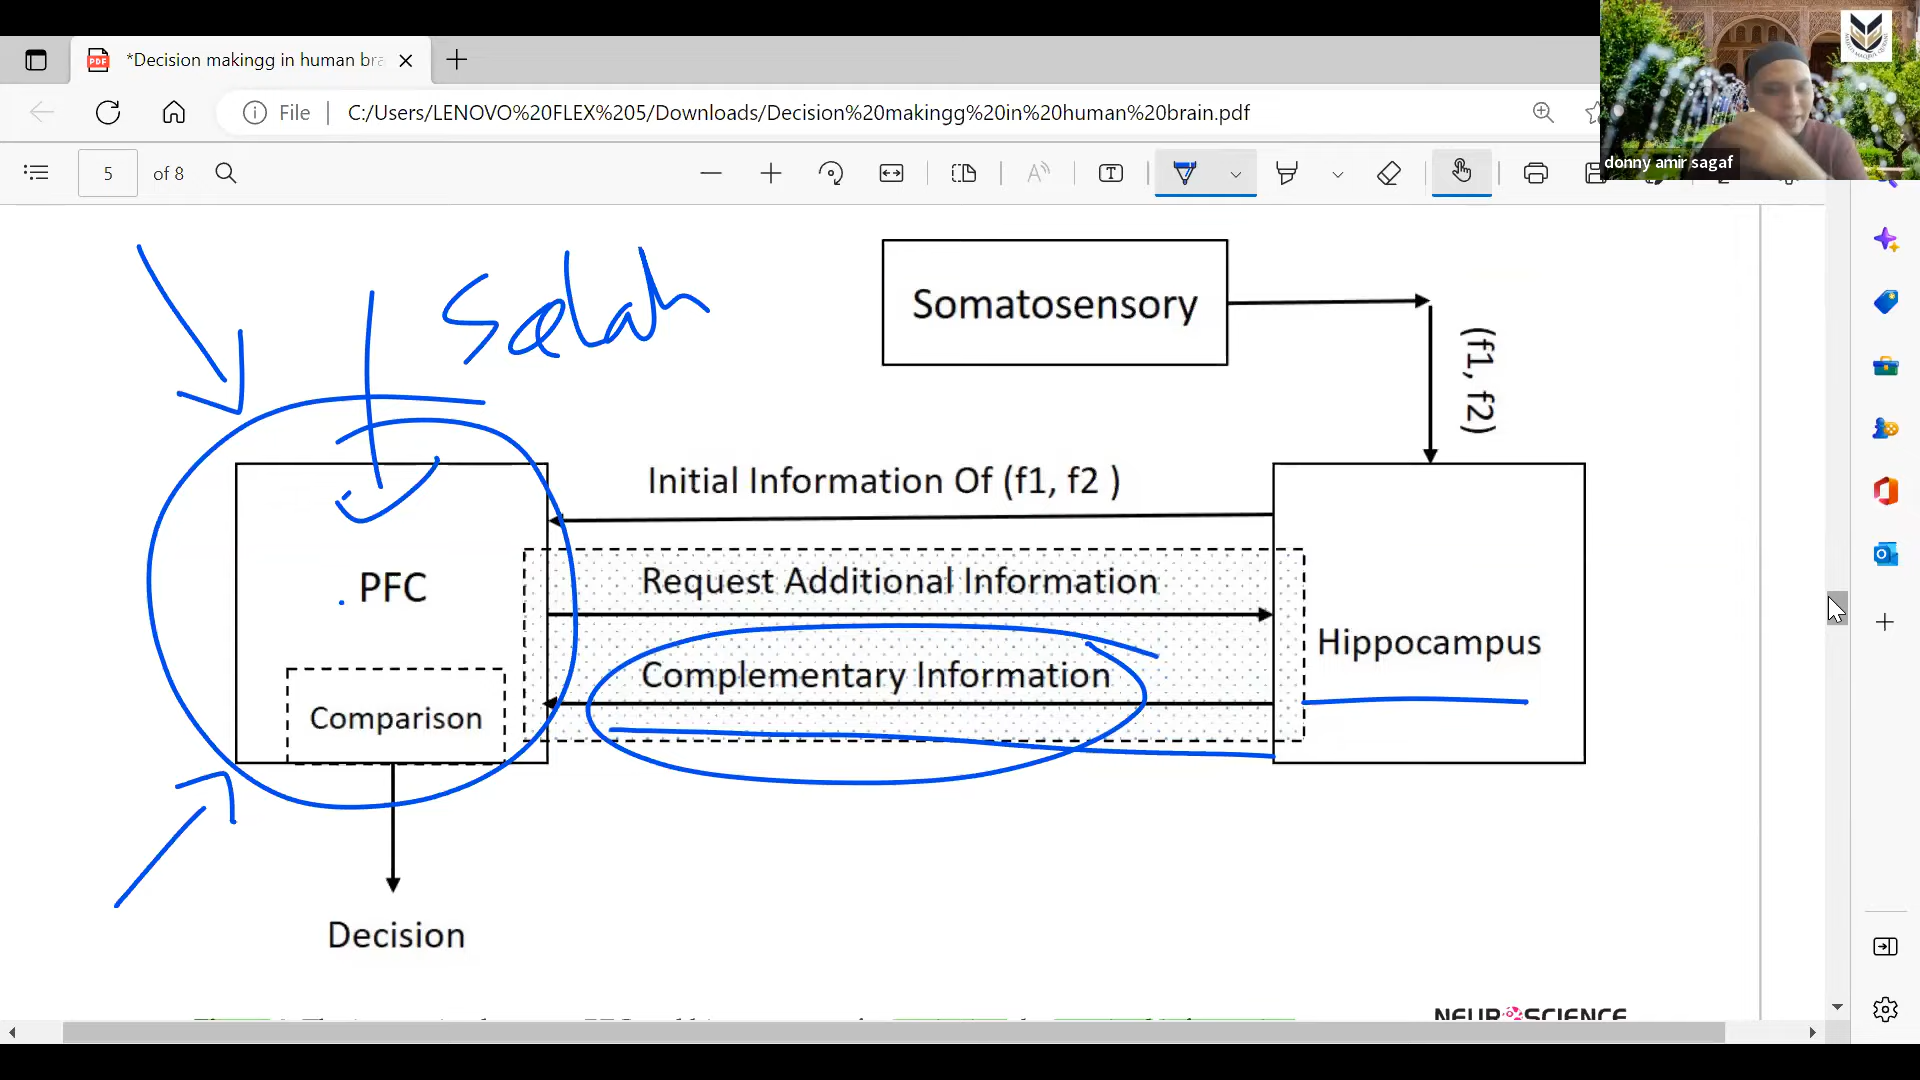 *Decision makingg in human bra
File
C:/Users/LENOVO%20FLEX%205/Downloads/Decision%20makingg%20in%20human%20brain.pdf
5 of 8
donny amir sagaf
Salah
Somatosensory
(f1, f2)
Initial Information Of (f1, f2 )
Request Additional Information
PFC
Hippocampus
Complementary Information
Comparison
Decision
NEUROSCIENCE